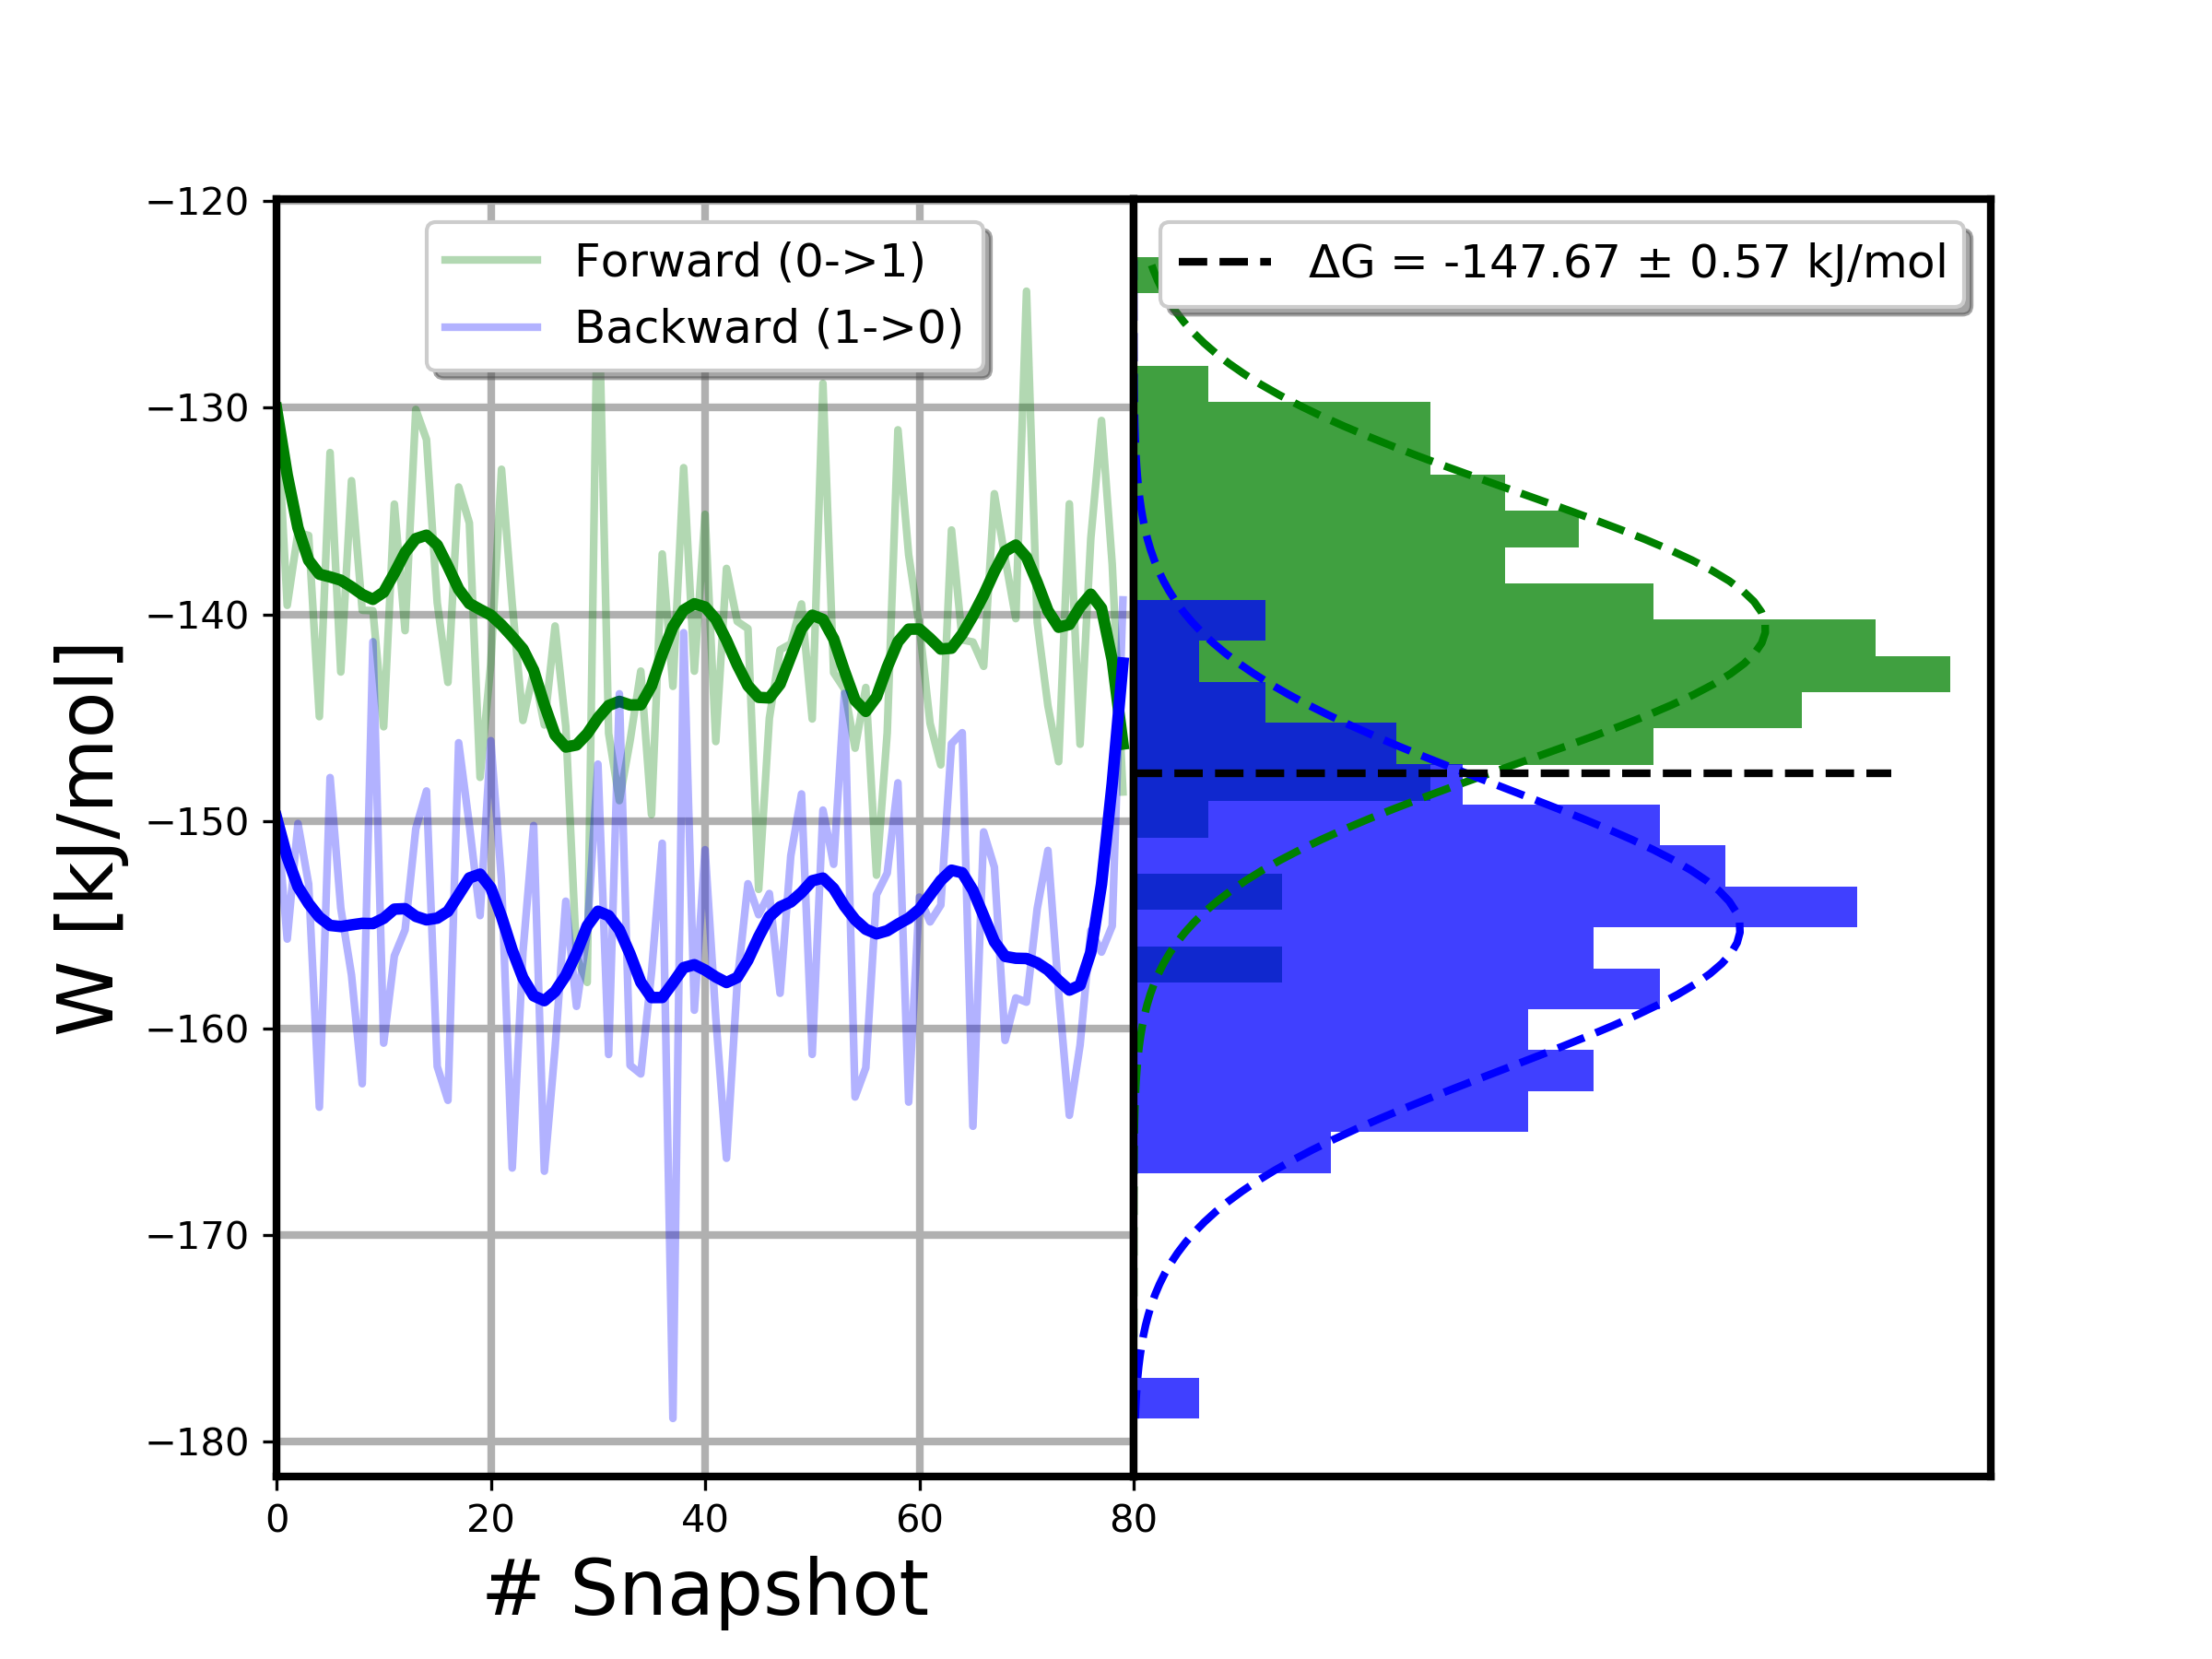 Forward (0->1)
Backward (1->0)
ΔG = -147.67 ± 0.57 kJ/mol
W [kJ/mol]
−120
−130
−140
−150
−160
−170
−180
0 20 40 60 80
# Snapshot